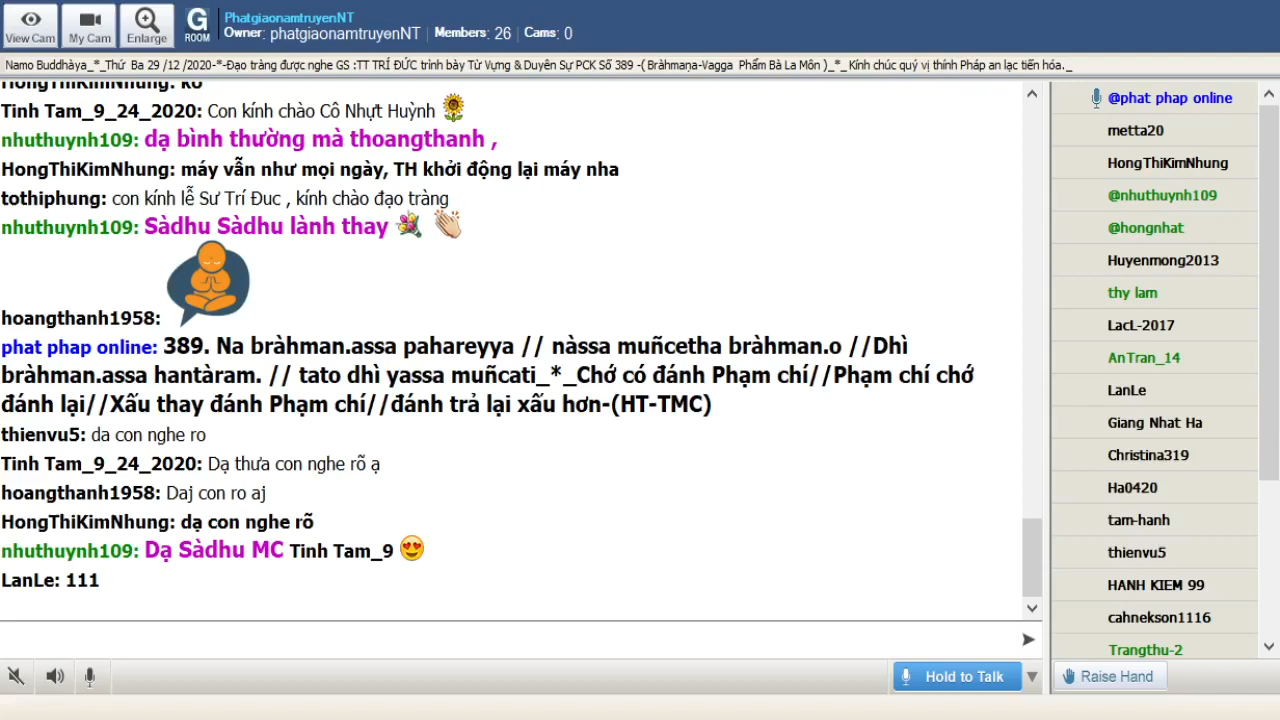 View Cam
My Cam
Enlarge
G
ROOM
PhatgiaonamtruyenNT
Owner: phatgiaonamtruyenNT | Members: 26 | Cams: 0
Namo Buddhàya_*_Thứ Ba 29 /12 /2020-*-Đạo tràng được nghe GS :TT TRÍ ĐỨC trình bày Từ Vựng & Duyên Sự PCK Số 389 -( Bràhmaṇa-Vagga Phẩm Bà La Môn )_*_ Kính chúc quý vị thính Pháp an lạc tiến hóa._
HongThiKimNhung: ko
Tinh Tam_9_24_2020: Con kính chào Cô Nhựt Huỳnh
nhuthuynh109: dạ bình thường mà thoangthanh ,
HongThiKimNhung: máy vẫn như mọi ngày, TH khởi động lại máy nha
tothiphung: con kính lễ Sư Trí Đuc , kính chào đạo tràng
nhuthuynh109: Sàdhu Sàdhu lành thay
hoangthanh1958:
phat phap online: 389. Na bràhman.assa pahareyya // nàssa muñcetha bràhman.o //Dhì
bràhman.assa hantàram. // tato dhì yassa muñcati_*_Chớ có đánh Phạm chí//Phạm chí chớ
đánh lại//Xấu thay đánh Phạm chí//đánh trả lại xấu hơn-(HT-TMC)
thienvu5: da con nghe ro
Tinh Tam_9_24_2020: Dạ thưa con nghe rõ ạ
hoangthanh1958: Daj con ro aj
HongThiKimNhung: dạ con nghe rõ
nhuthuynh109: Dạ Sàdhu MC Tinh Tam_9
LanLe: 111
@phat phap online
metta20
HongThiKimNhung
@nhuthuynh109
@hongnhat
Huyenmong2013
thy lam
LacL-2017
AnTran_14
LanLe
Giang Nhat Ha
Christina319
Ha0420
tam-hanh
thienvu5
HANH KIEM 99
cahnekson1116
Trangthu-2
Hold to Talk
Raise Hand